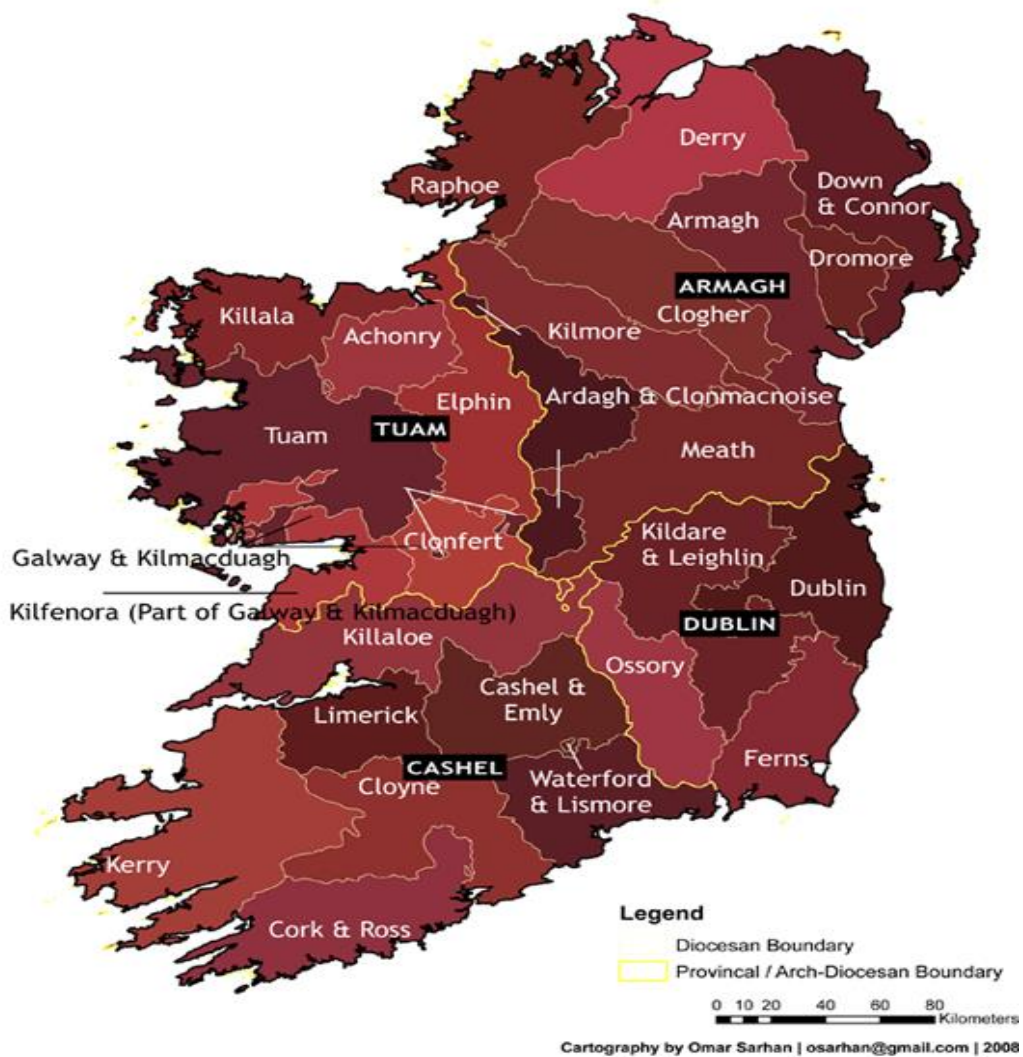 Derry
Raphoe
Down
& Connor
Armagh
Dromore
ARMAGH
Clogher
Killala
Achonry
Kilmore
Ardagh & Clonmacnoise
Elphin
Tuam
TUAM
Meath
Clonfert
Kildare
& Leighlin
Galway & Kilmacduagh
Dublin
Kilfenora (Part of Galway & Kilmacduagh)
DUBLIN
Killaloe
Ossory
Cashel &
Emly
Limerick
Ferns
CASHEL
Waterford
& Lismore
Cloyne
Kerry
Cork & Ross
Legend
Diocesan Boundary
Provincal / Arch-Diocesan Boundary
0 10 20 40 60 80
Kilometers
Cartography by Omar Sarhan | osarhan@gmail.com | 2008